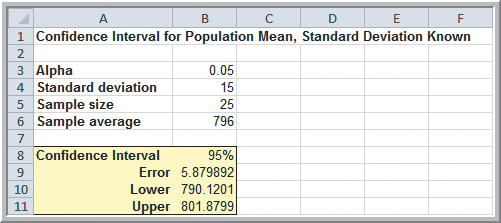 A B C D E F
1 Confidence Interval for Population Mean, Standard Deviation Known
2
3 Alpha 0.05
4 Standard deviation 15
5 Sample size 25
6 Sample average 796
7
8 Confidence Interval 95%
9 Error 5.879892
10 Lower 790.1201
11 Upper 801.8799